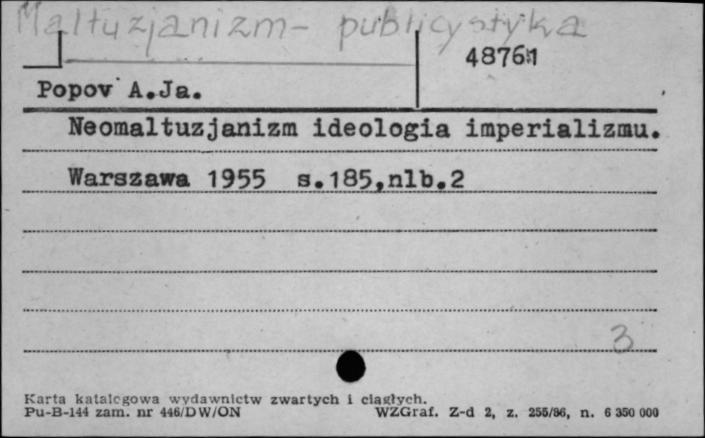 Maltuzjanizm - publicystyka
Popov A.Ja.
Neomaltuzjanizm ideologia imperializmu.
Warszawa 1955 s.185,nlb.2
3
Karta katalogowa wydawnictw zwartych i ciągłych.
Pu-B-144 zam. nr 446/DW/ON WZGraf. Z-d 2, z. 255/86, n. 6 350 000